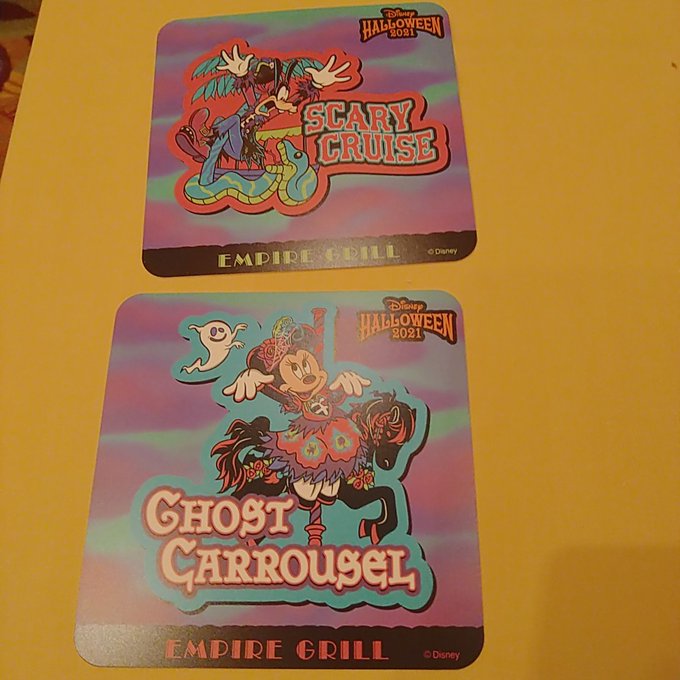 Disney
HALLOWEEN
2021
SCARY
CRUISE
EMPIRE GRILL
© Disney
Disney
HALLOWEEN
2021
GHOST
CARROUSEL
EMPIRE GRILL
© Disney